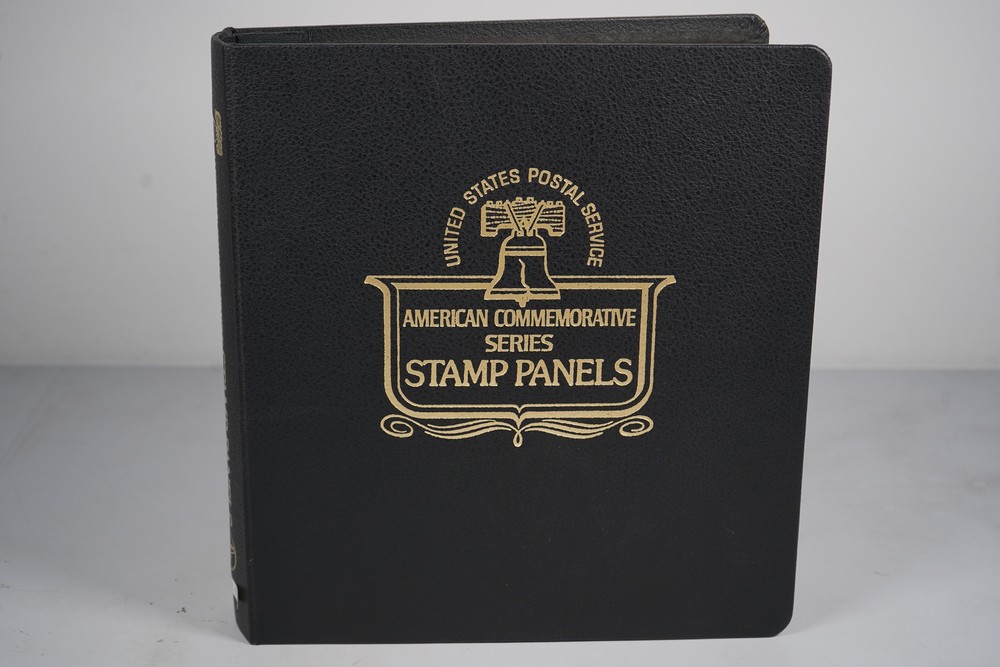 UNITED STATES POSTAL SERVICE
AMERICAN COMMEMORATIVE
SERIES
STAMP PANELS